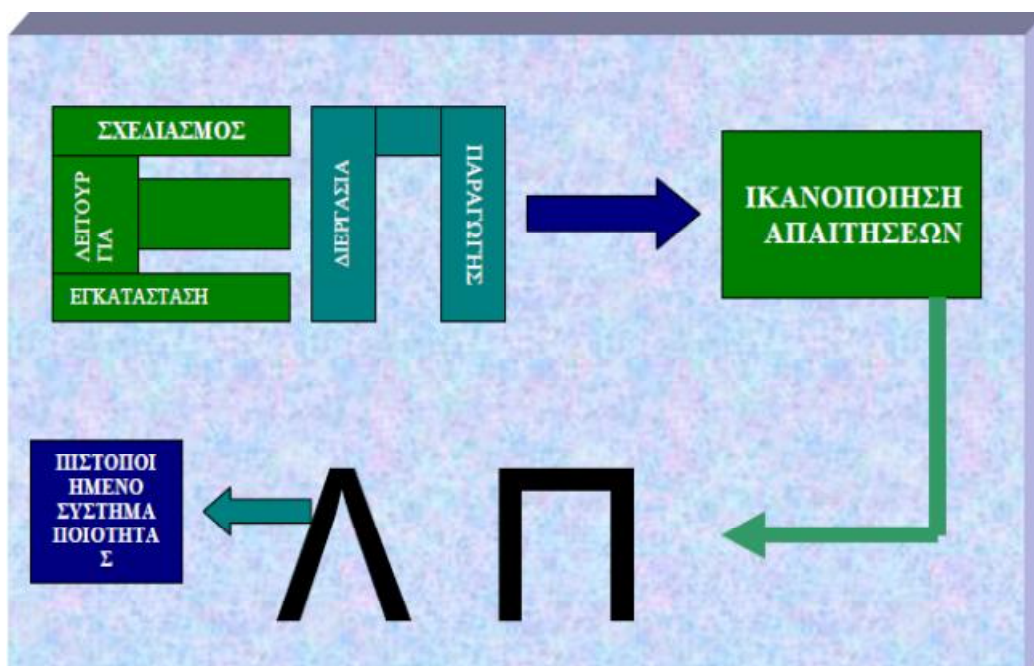 ΣΧΕΔΙΑΣΜΟΣ
ΛΕΙΤΟΥΡ
ΓΙΑ
ΕΓΚΑΤΑΣΤΑΣΗ
ΔΙΕΡΓΑΣΙΑ
ΠΑΡΑΓΩΓΗΣ
ΙΚΑΝΟΠΟΙΗΣΗ
ΑΠΑΙΤΗΣΕΩΝ
ΠΙΣΤΟΠΟΙ
ΗΜΕΝΟ
ΣΥΣΤΗΜΑ
ΠΟΙΟΤΗΤΑ
Σ
Λ Π